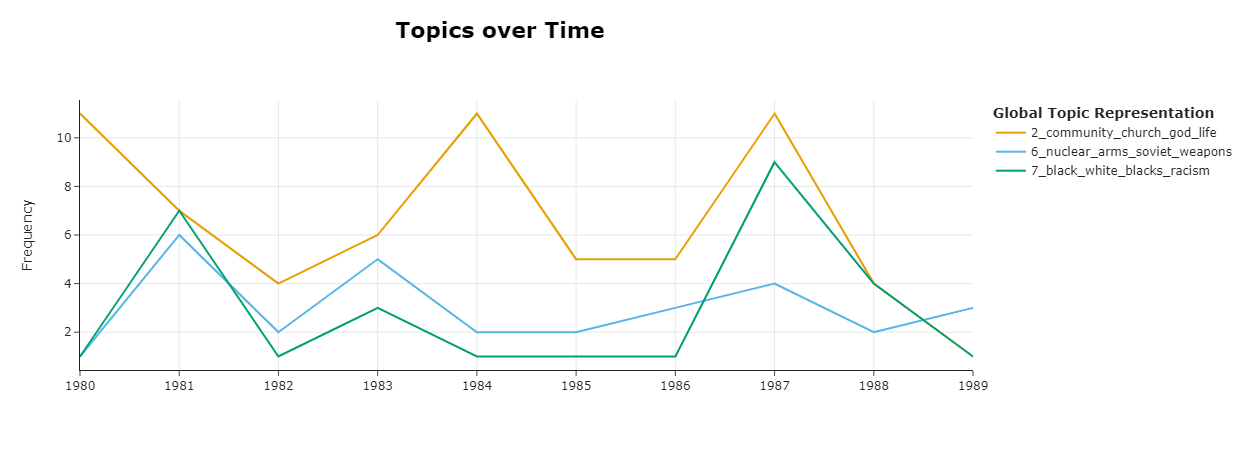 Topics over Time
Global Topic Representation
2_community_church_god_life
6_nuclear_arms_soviet_weapons
7_black_white_blacks_racism
Frequency
10
8
6
4
2
1980 1981 1982 1983 1984 1985 1986 1987 1988 1989